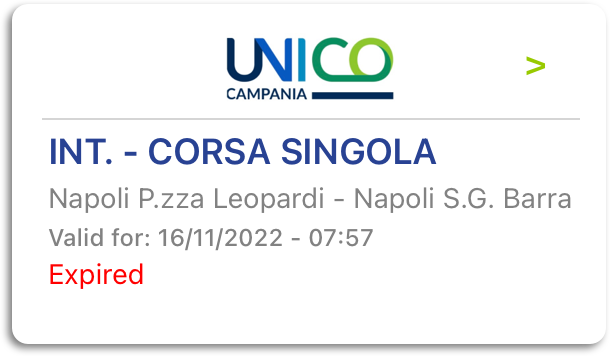 UNICO
CAMPANIA
>
INT. - CORSA SINGOLA
Napoli P.zza Leopardi - Napoli S.G. Barra
Valid for: 16/11/2022 - 07:57
Expired